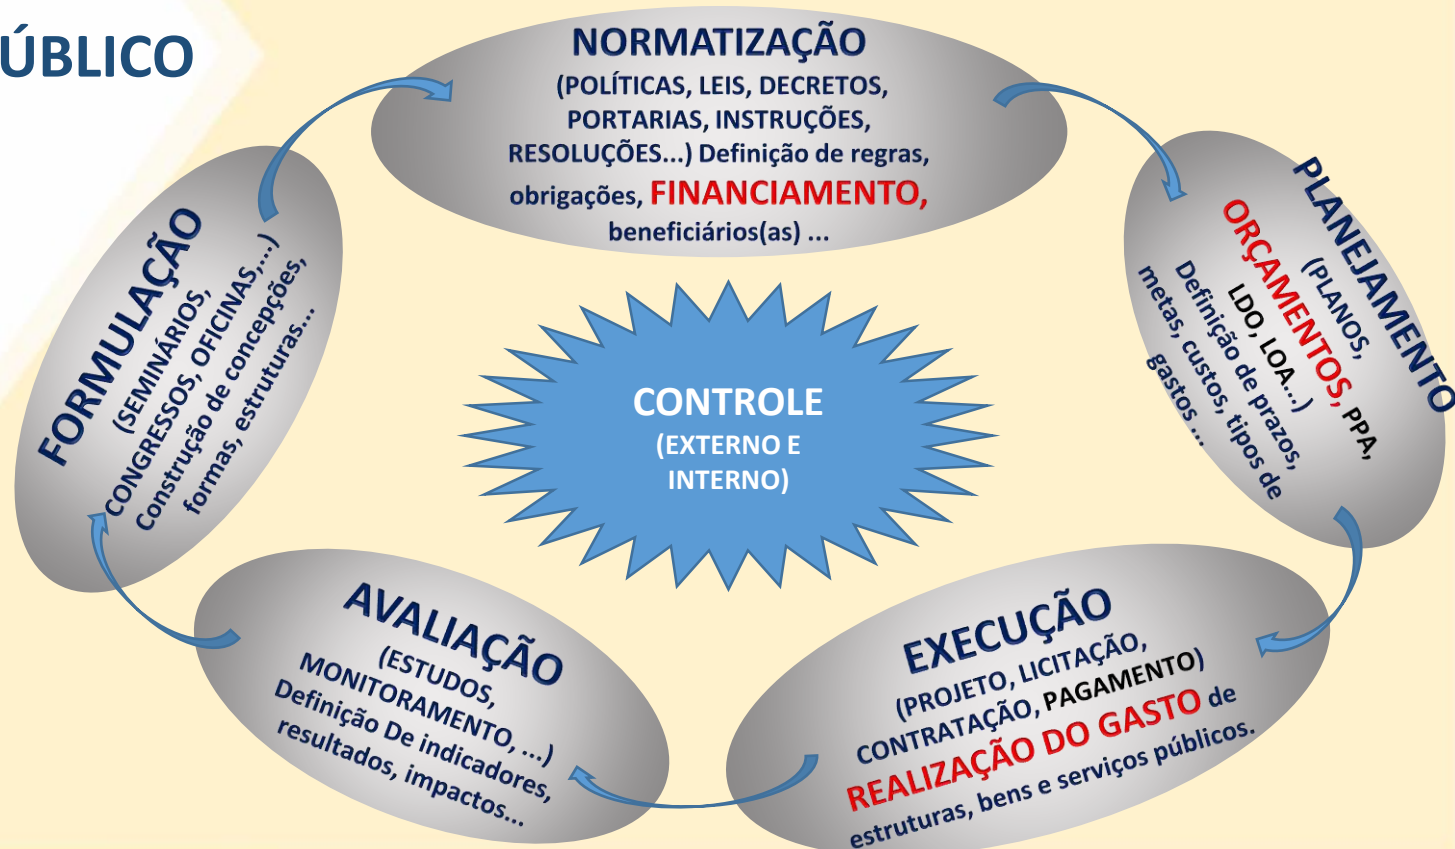 ÚBLICO
NORMATIZAÇÃO
(POLÍTICAS, LEIS, DECRETOS,
PORTARIAS, INSTRUÇÕES,
RESOLUÇÕES...) Definição de regras,
obrigações, FINANCIAMENTO,
beneficiários(as) ...
PLANEJAMENTO
(PLANOS,
ORÇAMENTOS, PPA,
LDO, LOA...)
Definição de prazos,
metas, custos, tipos de
gastos ...
EXECUÇÃO
(PROJETO, LICITAÇÃO,
CONTRATAÇÃO, PAGAMENTO)
REALIZAÇÃO DO GASTO de
estruturas, bens e serviços públicos.
AVALIAÇÃO
(ESTUDOS,
MONITORAMENTO, ...)
Definição De indicadores,
resultados, impactos...
FORMULAÇÃO
(SEMINÁRIOS,
CONGRESSOS, OFICINAS,...)
Construção de concepções,
formas, estruturas...
CONTROLE
(EXTERNO E
INTERNO)